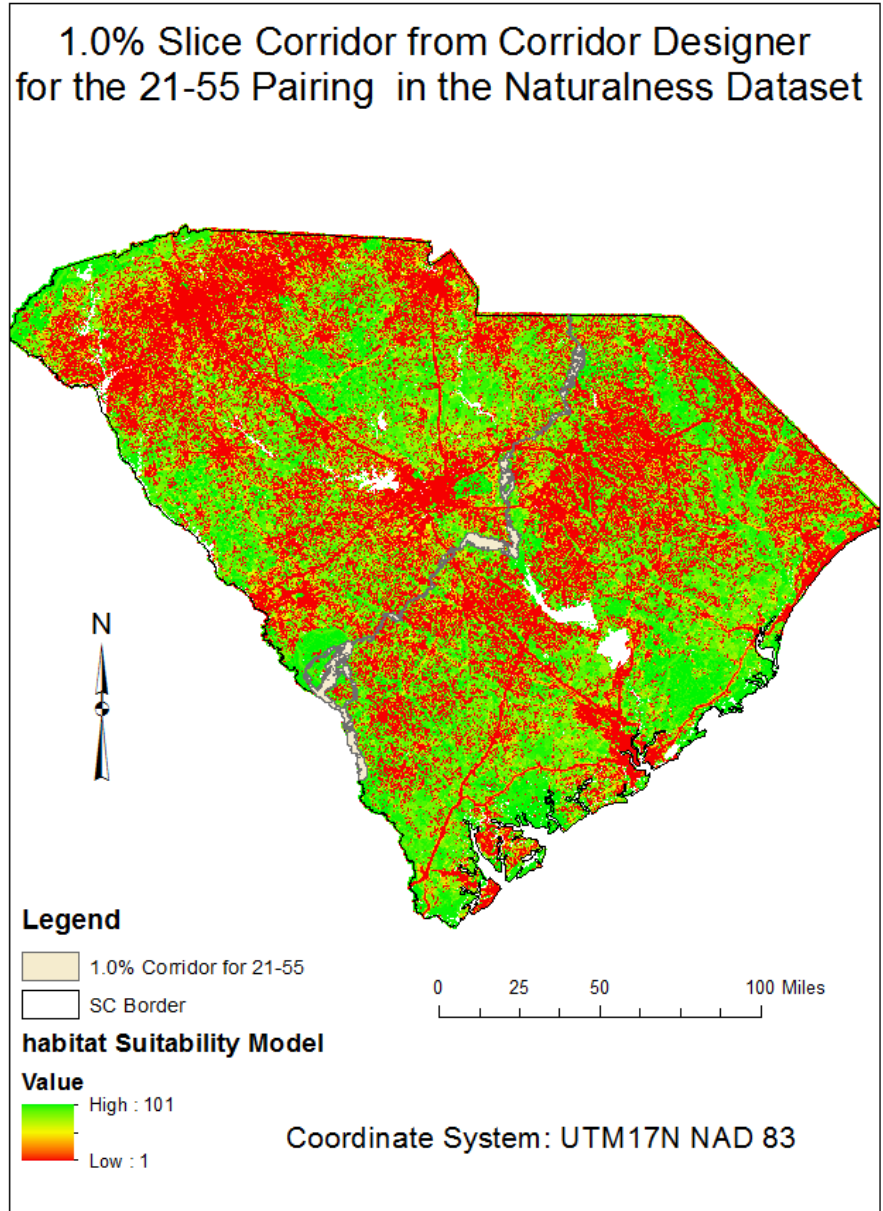 1.0% Slice Corridor from Corridor Designer
for the 21-55 Pairing in the Naturalness Dataset
N
Legend
1.0% Corridor for 21-55
SC Border
habitat Suitability Model
Value
High : 101
Low : 1
0 25 50 100 Miles
Coordinate System: UTM17N NAD 83